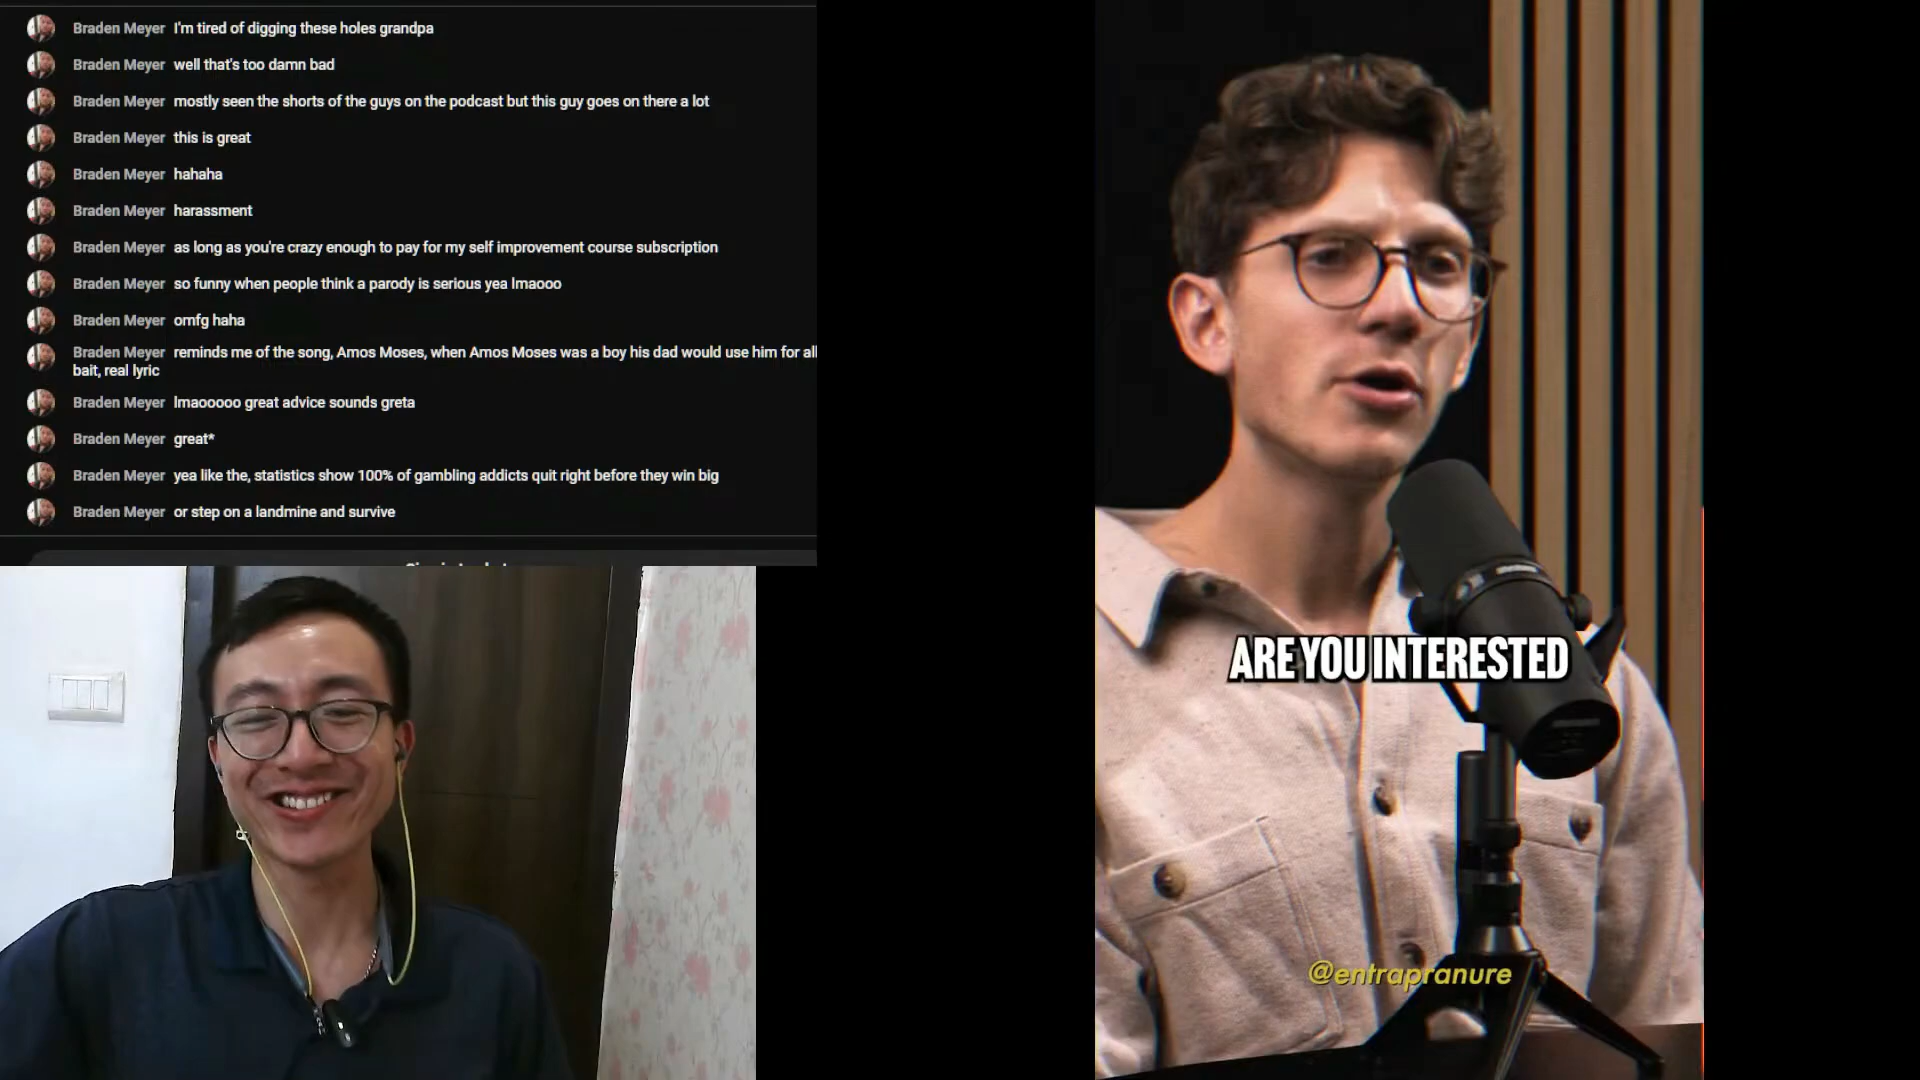 Braden Meyer I'm tired of digging these holes grandpa
Braden Meyer well that's too damn bad
Braden Meyer mostly seen the shorts of the guys on the podcast but this guy goes on there a lot
Braden Meyer this is great
Braden Meyer hahaha
Braden Meyer harassment
Braden Meyer as long as you're crazy enough to pay for my self improvement course subscription
Braden Meyer so funny when people think a parody is serious yea lmaooo
Braden Meyer omfg haha
Braden Meyer reminds me of the song, Amos Moses, when Amos Moses was a boy his dad would use him for all
bait, real lyric
Braden Meyer lmaooooo great advice sounds greta
Braden Meyer great*
Braden Meyer yea like the, statistics show 100% of gambling addicts quit right before they win big
Braden Meyer or step on a landmine and survive
ARE YOU INTERESTED
@entrapranure